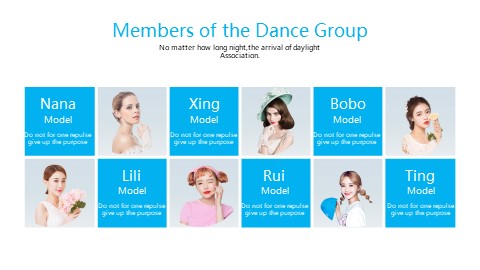 Members of the Dance Group
No matter how long night,the arrival of daylight
Association.
Nana
Model
Do not for one repulse
give up the purpose
Xing
Model
Do not for one repulse
give up the purpose
Bobo
Model
Do not for one repulse
give up the purpose
Lili
Model
Do not for one repulse
give up the purpose
Rui
Model
Do not for one repulse
give up the purpose
Ting
Model
Do not for one repulse
give up the purpose